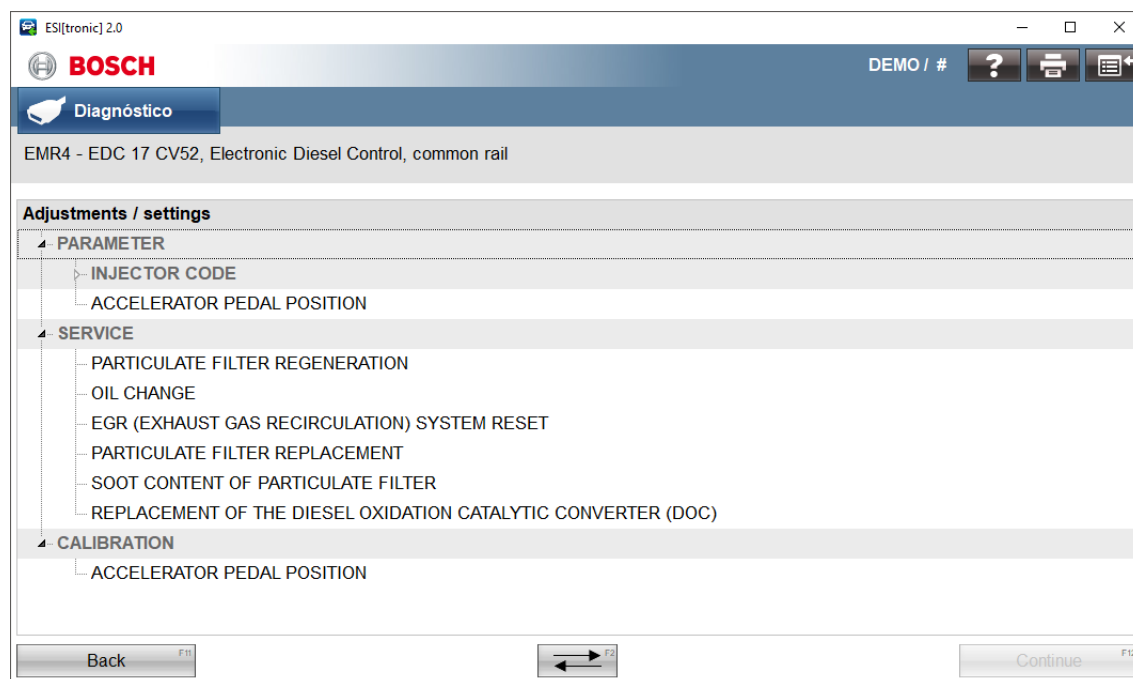 ESI[tronic] 2.0
BOSCH
DEMO / #
?
Diagnóstico
EMR4 - EDC 17 CV52, Electronic Diesel Control, common rail
Adjustments / settings
PARAMETER
INJECTOR CODE
ACCELERATOR PEDAL POSITION
SERVICE
PARTICULATE FILTER REGENERATION
OIL CHANGE
EGR (EXHAUST GAS RECIRCULATION) SYSTEM RESET
PARTICULATE FILTER REPLACEMENT
SOOT CONTENT OF PARTICULATE FILTER
REPLACEMENT OF THE DIESEL OXIDATION CATALYTIC CONVERTER (DOC)
CALIBRATION
ACCELERATOR PEDAL POSITION
Back F11
F2
Continue F12